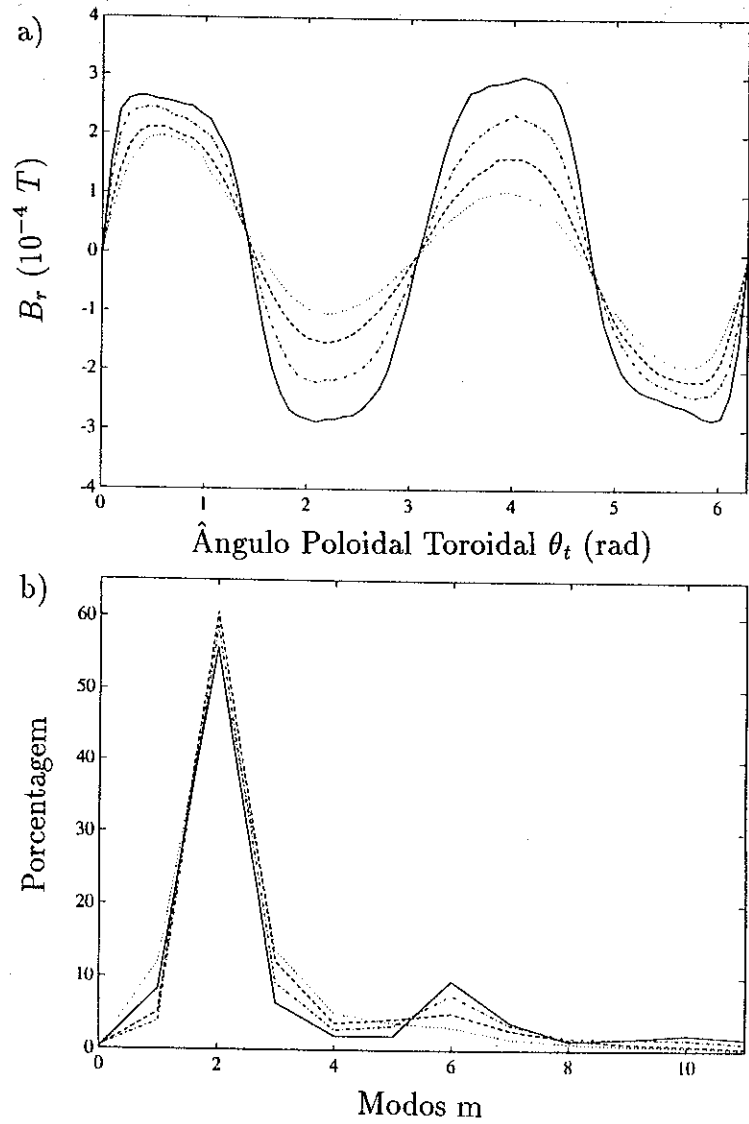 a)
4
3
2
1
0
-1
-2
-3
-4
B_r (10^{-4} T)
0 1 2 3 4 5 6
Ângulo Poloidal Toroidal θ_t (rad)
b)
60
50
40
30
20
10
0
Porcentagem
0 2 4 6 8 10
Modos m